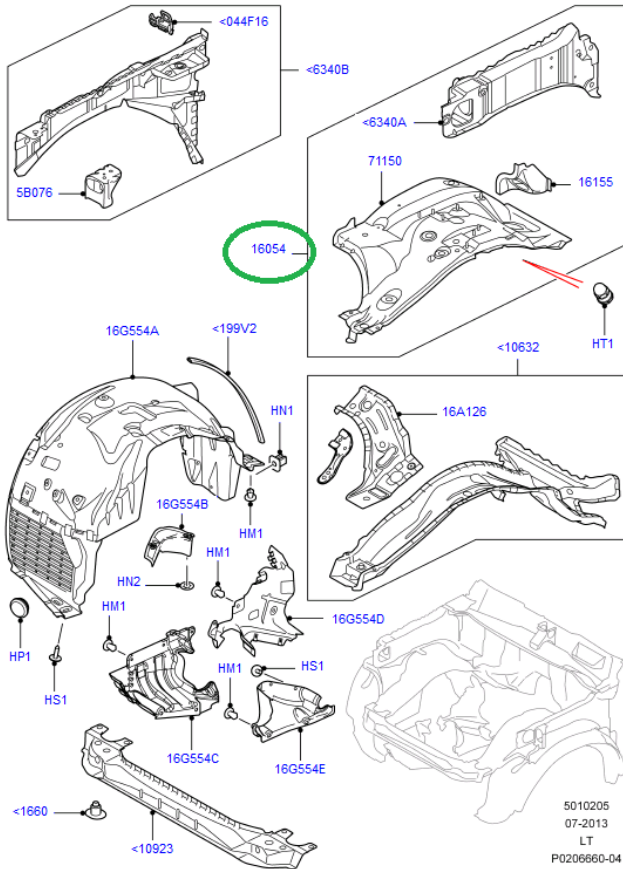 <044F16
<6340B
<6340A
71150
5B076
16155
16054
HT1
16G554A
<199V2
<10632
HN1
16A126
16G554B
HM1
HM1
HN2
16G554D
HM1
HP1
HS1
HM1
HS1
16G554C
16G554E
<1660
<10923
5010205
07-2013
LT
P0206660-04